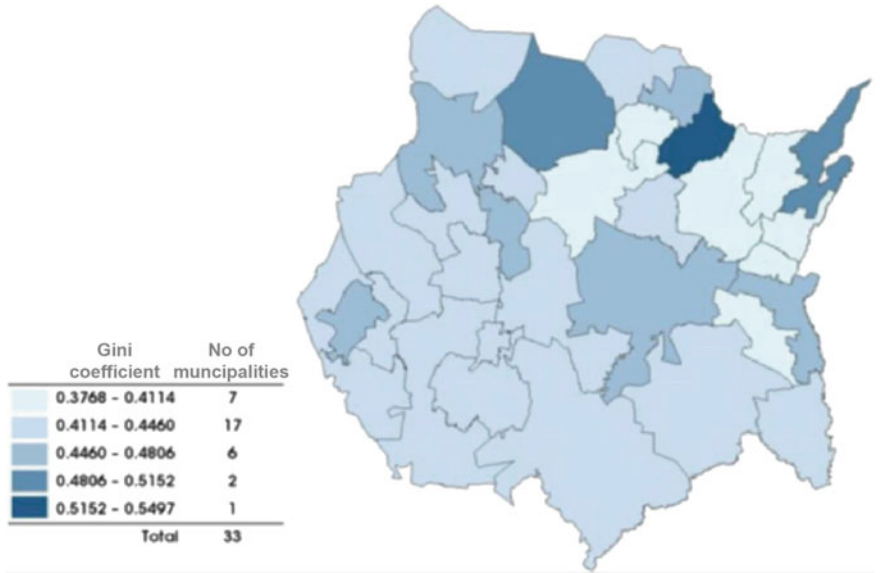 Gini No of
coefficient muncipalities
0.3768 - 0.4114 7
0.4114 - 0.4460 17
0.4460 - 0.4806 6
0.4806 - 0.5152 2
0.5152 - 0.5497 1
Total 33